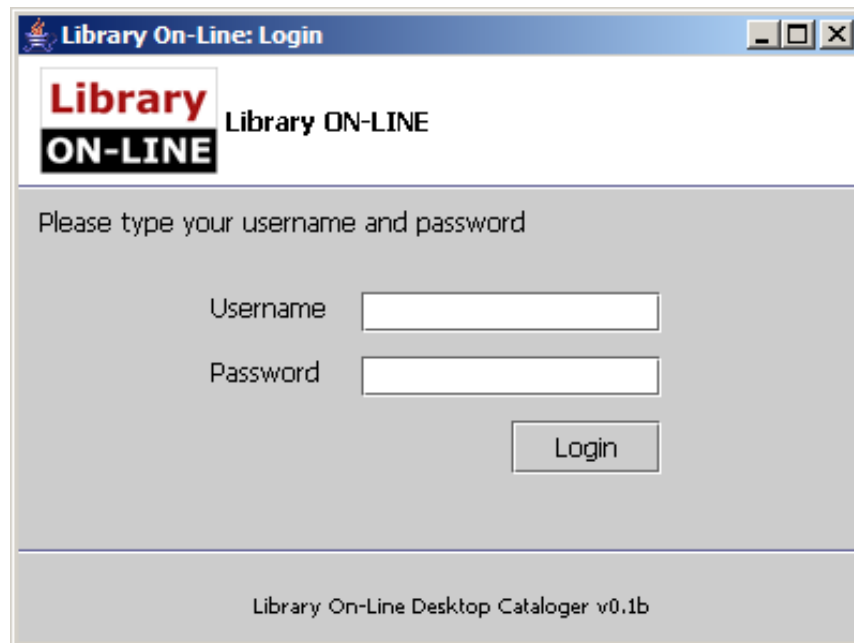 Library On-Line: Login
Library
ON-LINE
Library ON-LINE
Please type your username and password
Username
Password
Login
Library On-Line Desktop Cataloger v0.1b